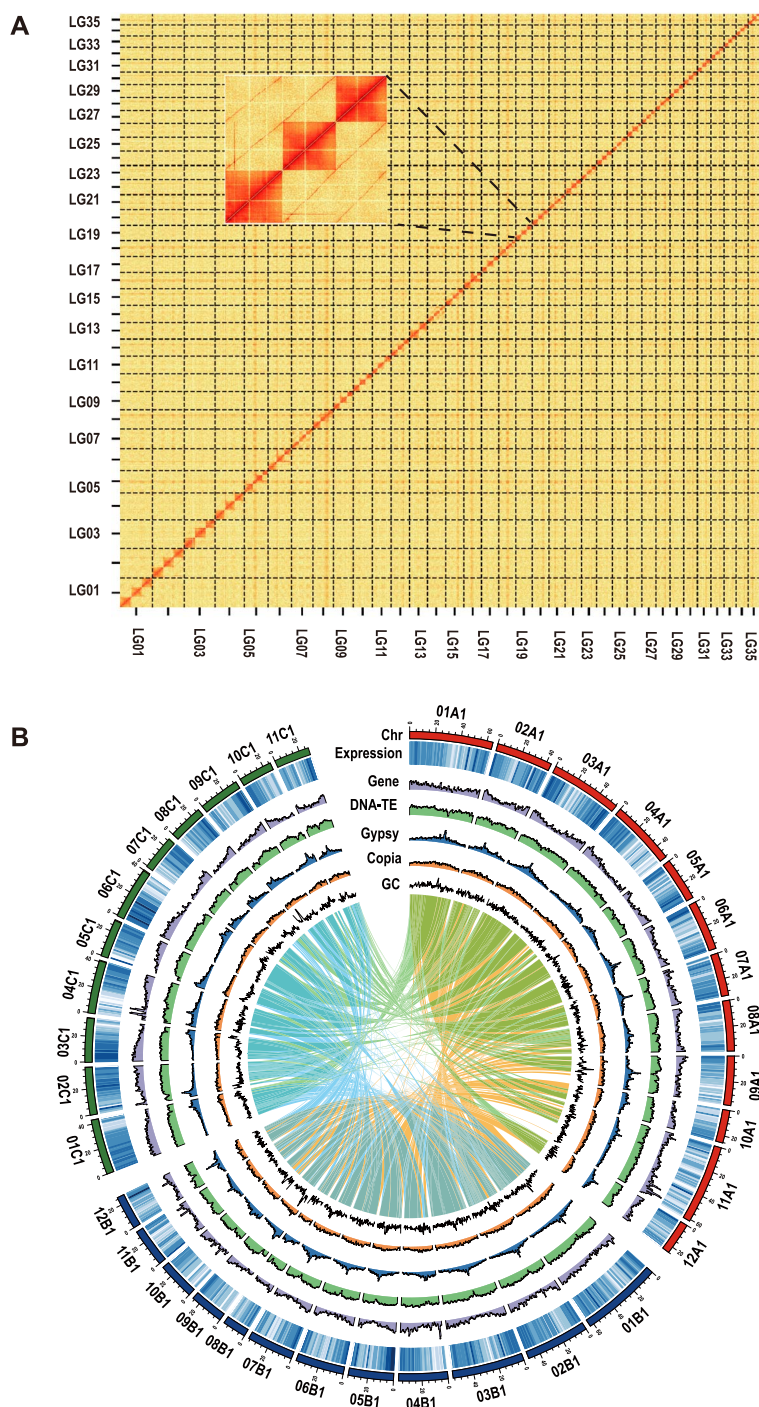 A
LG35
LG33
LG31
LG29
LG27
LG25
LG23
LG21
LG19
LG17
LG15
LG13
LG11
LG09
LG07
LG05
LG03
LG01
LG01
LG03
LG05
LG07
LG09
LG11
LG13
LG15
LG17
LG19
LG21
LG23
LG25
LG27
LG29
LG31
LG33
LG35
B
Chr
Expression
Gene
DNA-TE
Gypsy
Copia
GC
01A1
02A1
03A1
04A1
05A1
06A1
07A1
08A1
09A1
10A1
11A1
12A1
01B1
02B1
03B1
04B1
05B1
06B1
07B1
08B1
09B1
10B1
11B1
12B1
01C1
02C1
03C1
04C1
05C1
06C1
07C1
08C1
09C1
10C1
11C1